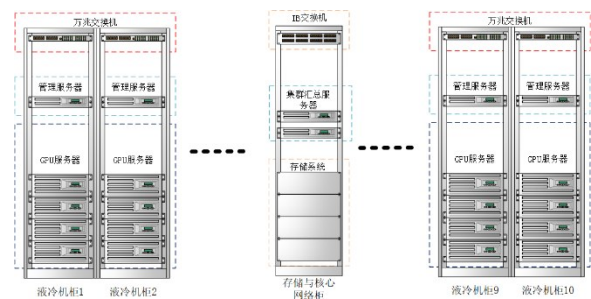 万兆交换机
IB交换机
万兆交换机
管理服务器
管理服务器
集群汇总服
务器
管理服务器
管理服务器
GPU服务器
GPU服务器
存储系统
GPU服务器
GPU服务器
液冷机柜1
液冷机柜2
存储与核心
网络柜
液冷机柜9
液冷机柜10